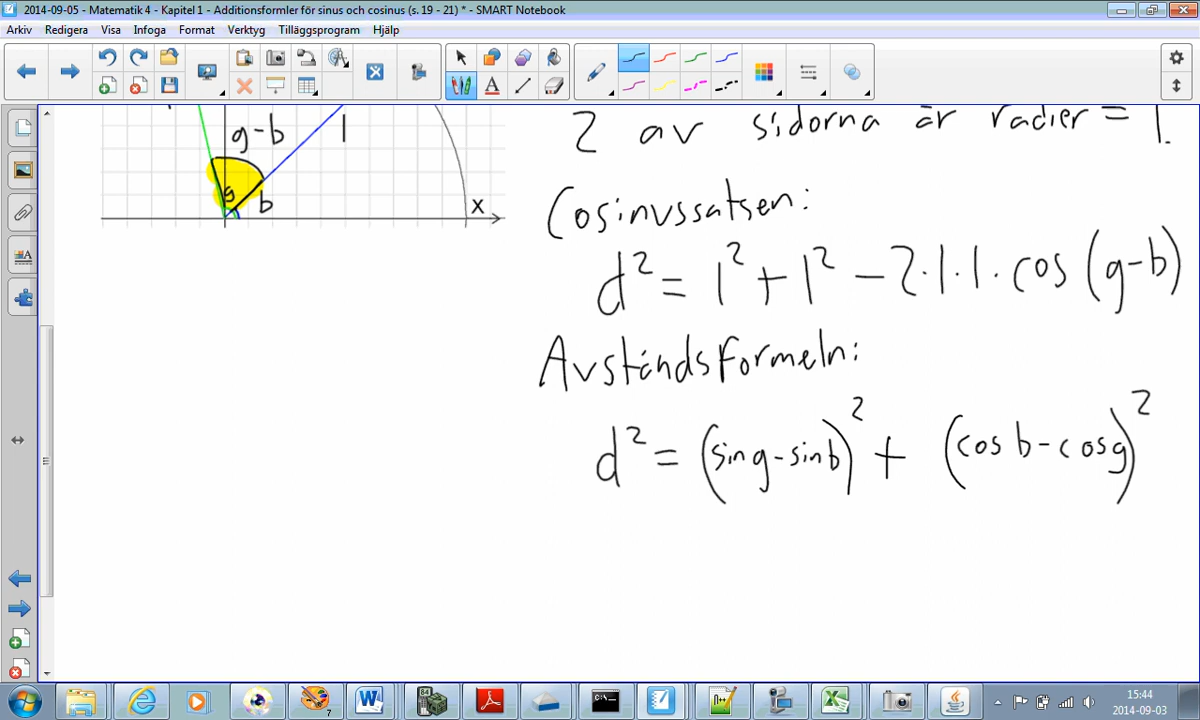 2014-09-05 - Matematik 4 - Kapitel 1 - Additionsformler för sinus och cosinus (s. 19 - 21) * - SMART Notebook
Arkiv Redigera Visa Infoga Format Verktyg Tilläggsprogram Hjälp
g-b
1
g
b
x
2 av sidorna är radier = 1.
Cosinussatsen:
d² = 1² + 1² - 2·1·1·cos (g-b)
Avståndsformeln:
d² = (sin g - sin b)² + (cos b - cos g)²
15:44
2014-09-03